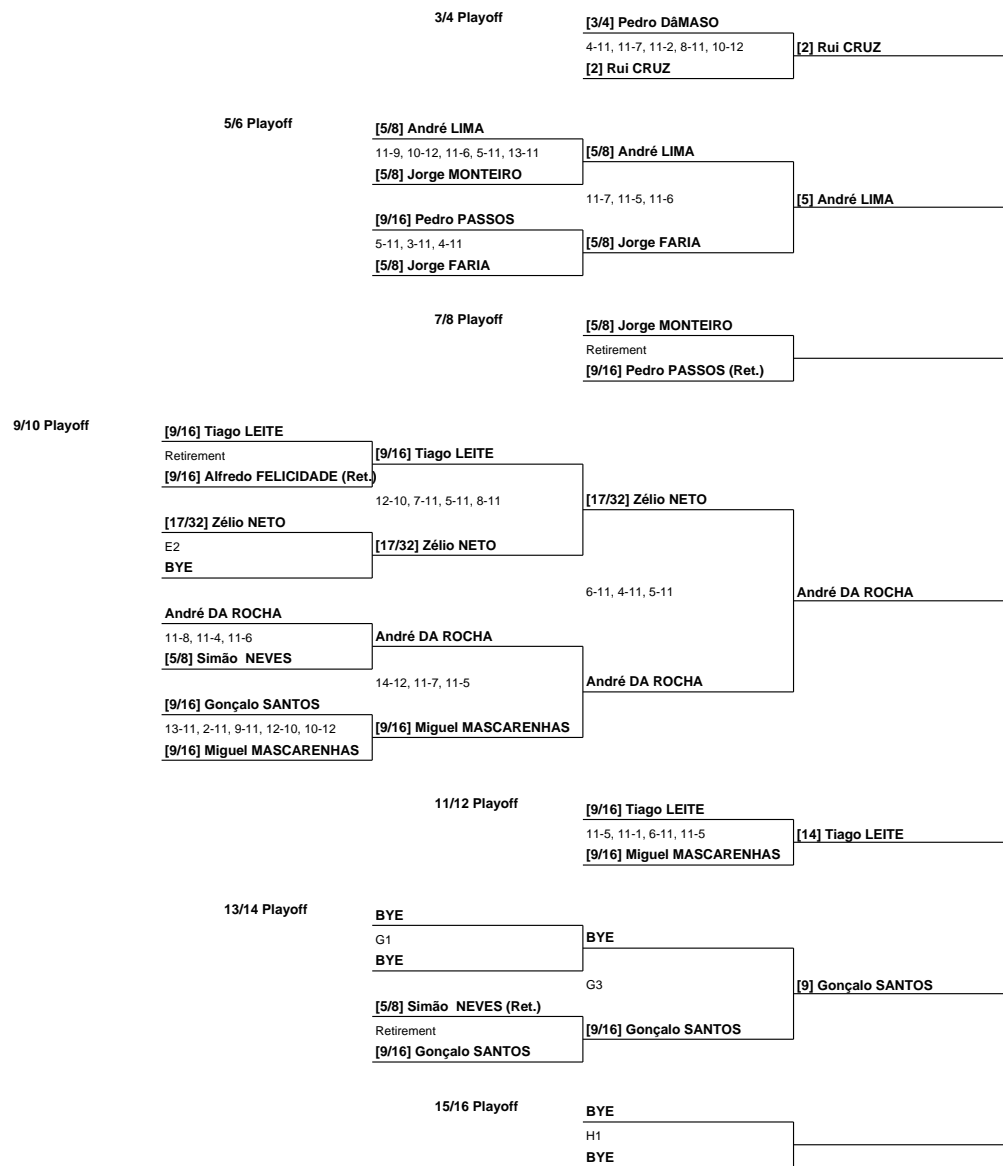 3/4 Playoff
[3/4] Pedro DâMASO
4-11, 11-7, 11-2, 8-11, 10-12
[2] Rui CRUZ
[2] Rui CRUZ
5/6 Playoff
[5/8] André LIMA
11-9, 10-12, 11-6, 5-11, 13-11
[5/8] André LIMA
[5/8] Jorge MONTEIRO
11-7, 11-5, 11-6
[5] André LIMA
[9/16] Pedro PASSOS
5-11, 3-11, 4-11
[5/8] Jorge FARIA
[5/8] Jorge FARIA
7/8 Playoff
[5/8] Jorge MONTEIRO
Retirement
[9/16] Pedro PASSOS (Ret.)
9/10 Playoff
[9/16] Tiago LEITE
Retirement
[9/16] Tiago LEITE
[9/16] Alfredo FELICIDADE (Ret.)
12-10, 7-11, 5-11, 8-11
[17/32] Zélio NETO
[17/32] Zélio NETO
E2
[17/32] Zélio NETO
BYE
6-11, 4-11, 5-11
André DA ROCHA
André DA ROCHA
11-8, 11-4, 11-6
André DA ROCHA
[5/8] Simão  NEVES
14-12, 11-7, 11-5
André DA ROCHA
[9/16] Gonçalo SANTOS
13-11, 2-11, 9-11, 12-10, 10-12
[9/16] Miguel MASCARENHAS
[9/16] Miguel MASCARENHAS
11/12 Playoff
[9/16] Tiago LEITE
11-5, 11-1, 6-11, 11-5
[14] Tiago LEITE
[9/16] Miguel MASCARENHAS
13/14 Playoff
BYE
G1
BYE
BYE
G3
[9] Gonçalo SANTOS
[5/8] Simão  NEVES (Ret.)
Retirement
[9/16] Gonçalo SANTOS
[9/16] Gonçalo SANTOS
15/16 Playoff
BYE
H1
BYE